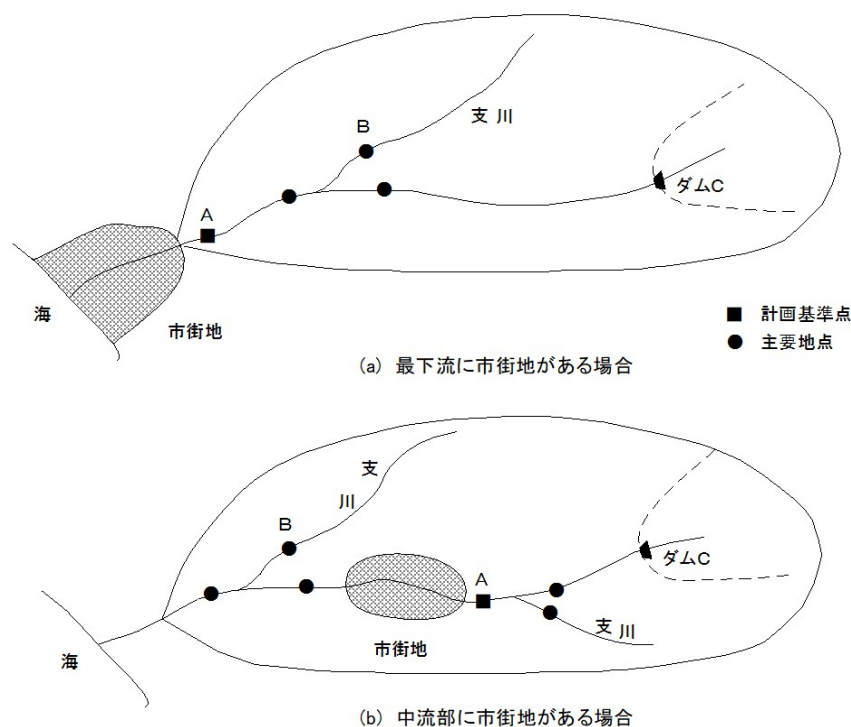 支川
B
ダムC
A
海
市街地
■ 計画基準点
● 主要地点
(a) 最下流に市街地がある場合
支川
B
A
ダムC
支川
市街地
海
(b) 中流部に市街地がある場合